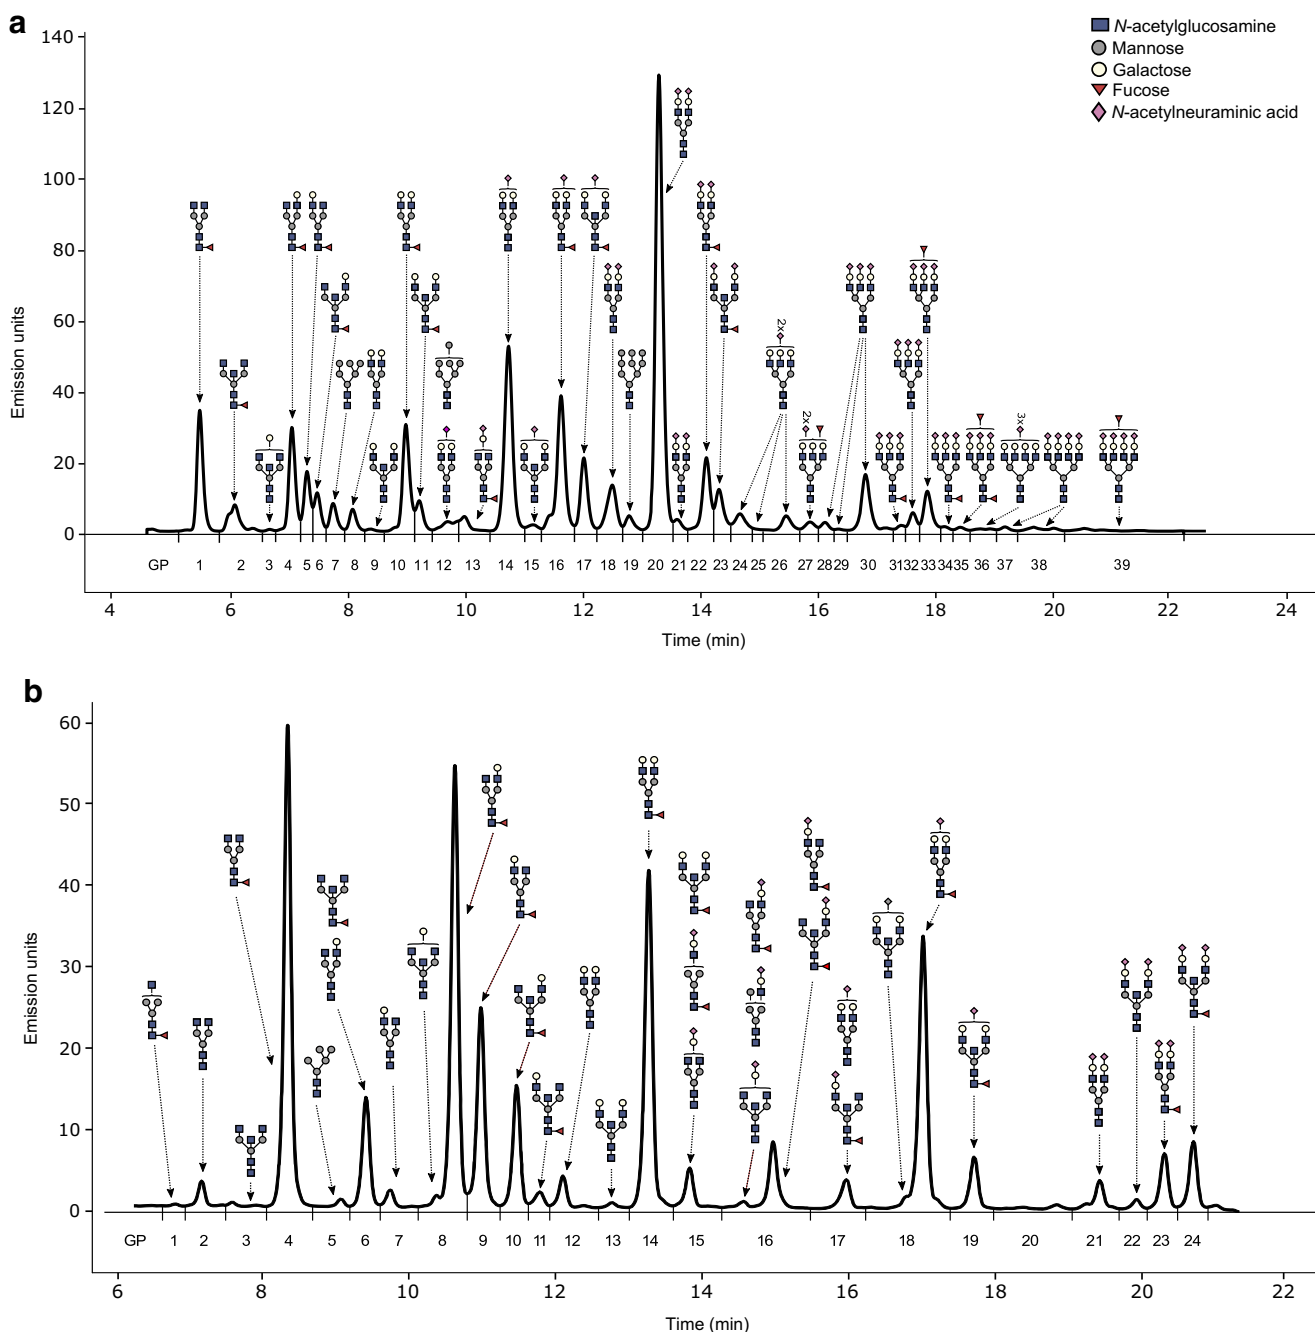 a
N-acetylglucosamine
Mannose
Galactose
Fucose
N-acetylneuraminic acid
140
120
100
80
60
40
20
0
Emission units
2x
2x
3x
GP 1 2 3 4 5 6 7 8 9 10 11 12 13 14 15 16 17 18 19 20 21 22 23 24 25 26 27 28 29 30 31 32 33 34 35 36 37 38 39
4 6 8 10 12 14 16 18 20 22 24
Time (min)
b
60
50
40
30
20
10
0
Emission units
GP 1 2 3 4 5 6 7 8 9 10 11 12 13 14 15 16 17 18 19 20 21 22 23 24
6 8 10 12 14 16 18 20 22
Time (min)